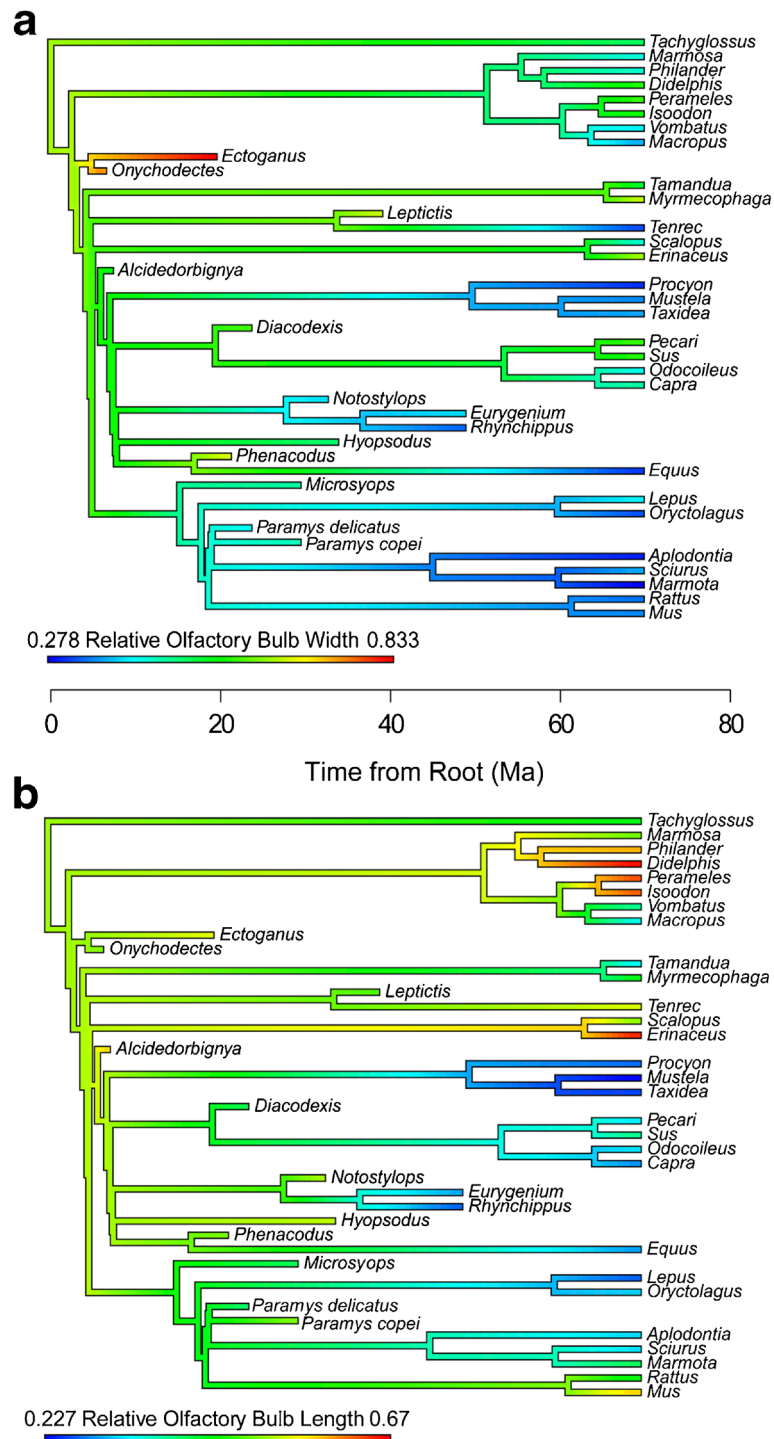 a
Tachyglossus
Marmosa
Philander
Didelphis
Perameles
Isoodon
Vombatus
Macropus
Ectoganus
Onychodectes
Tamandua
Myrmecophaga
Leptictis
Tenrec
Scalopus
Erinaceus
Alcidedorbignya
Procyon
Mustela
Taxidea
Diacodexis
Pecari
Sus
Odocoileus
Capra
Notostylops
Eurygenium
Rhynchippus
Hyopsodus
Phenacodus
Equus
Microsyops
Lepus
Oryctolagus
Paramys delicatus
Paramys copei
Aplodontia
Sciurus
Marmota
Rattus
Mus
0.278 Relative Olfactory Bulb Width 0.833
0 20 40 60 80
Time from Root (Ma)
b
Tachyglossus
Marmosa
Philander
Didelphis
Perameles
Isoodon
Vombatus
Macropus
Ectoganus
Onychodectes
Tamandua
Myrmecophaga
Leptictis
Tenrec
Scalopus
Erinaceus
Alcidedorbignya
Procyon
Mustela
Taxidea
Diacodexis
Pecari
Sus
Odocoileus
Capra
Notostylops
Eurygenium
Rhynchippus
Hyopsodus
Phenacodus
Equus
Microsyops
Lepus
Oryctolagus
Paramys delicatus
Paramys copei
Aplodontia
Sciurus
Marmota
Rattus
Mus
0.227 Relative Olfactory Bulb Length 0.67